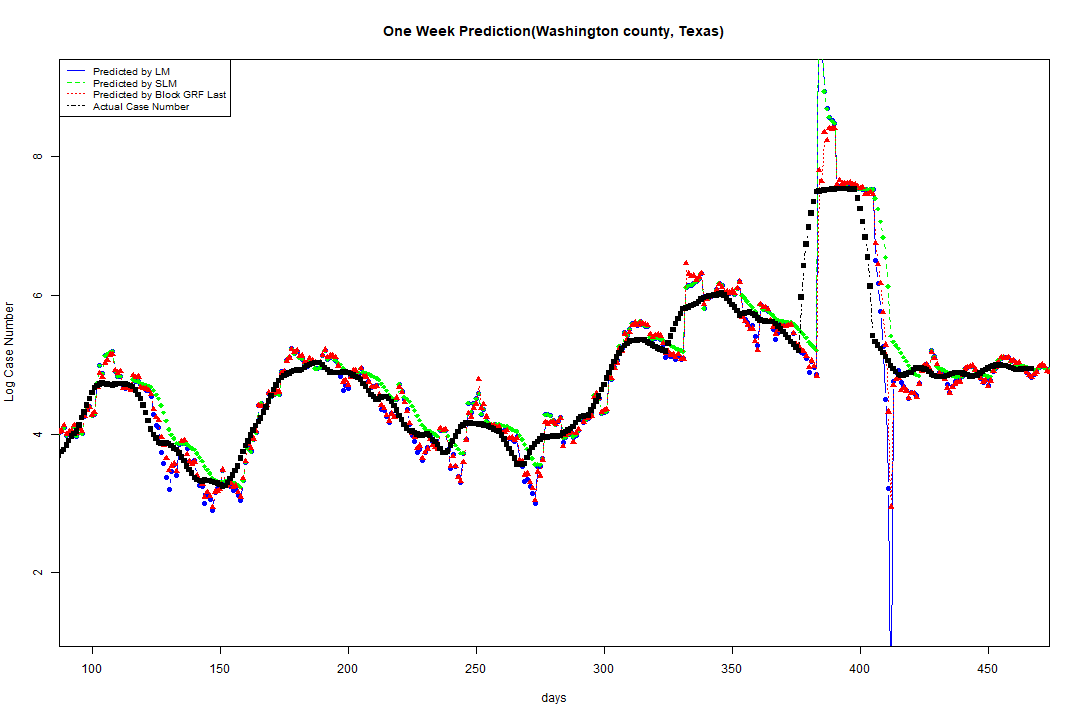 One Week Prediction(Washington county, Texas)
Predicted by LM
Predicted by SLM
Predicted by Block GRF Last
Actual Case Number
8
6
4
2
Log Case Number
100 150 200 250 300 350 400 450
days